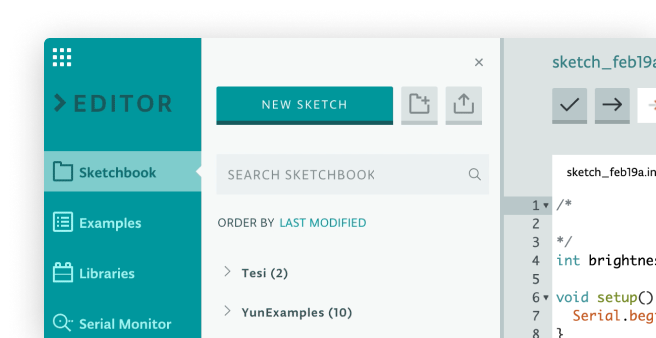 EDITOR
Sketchbook
Examples
Libraries
Serial Monitor
NEW SKETCH
SEARCH SKETCHBOOK
ORDER BY LAST MODIFIED
Tesi (2)
YunExamples (10)
sketch_feb19a
sketch_feb19a.in
1 /*
2
3 */
4 int brightnes
5
6 void setup()
7 Serial.beg
8 }